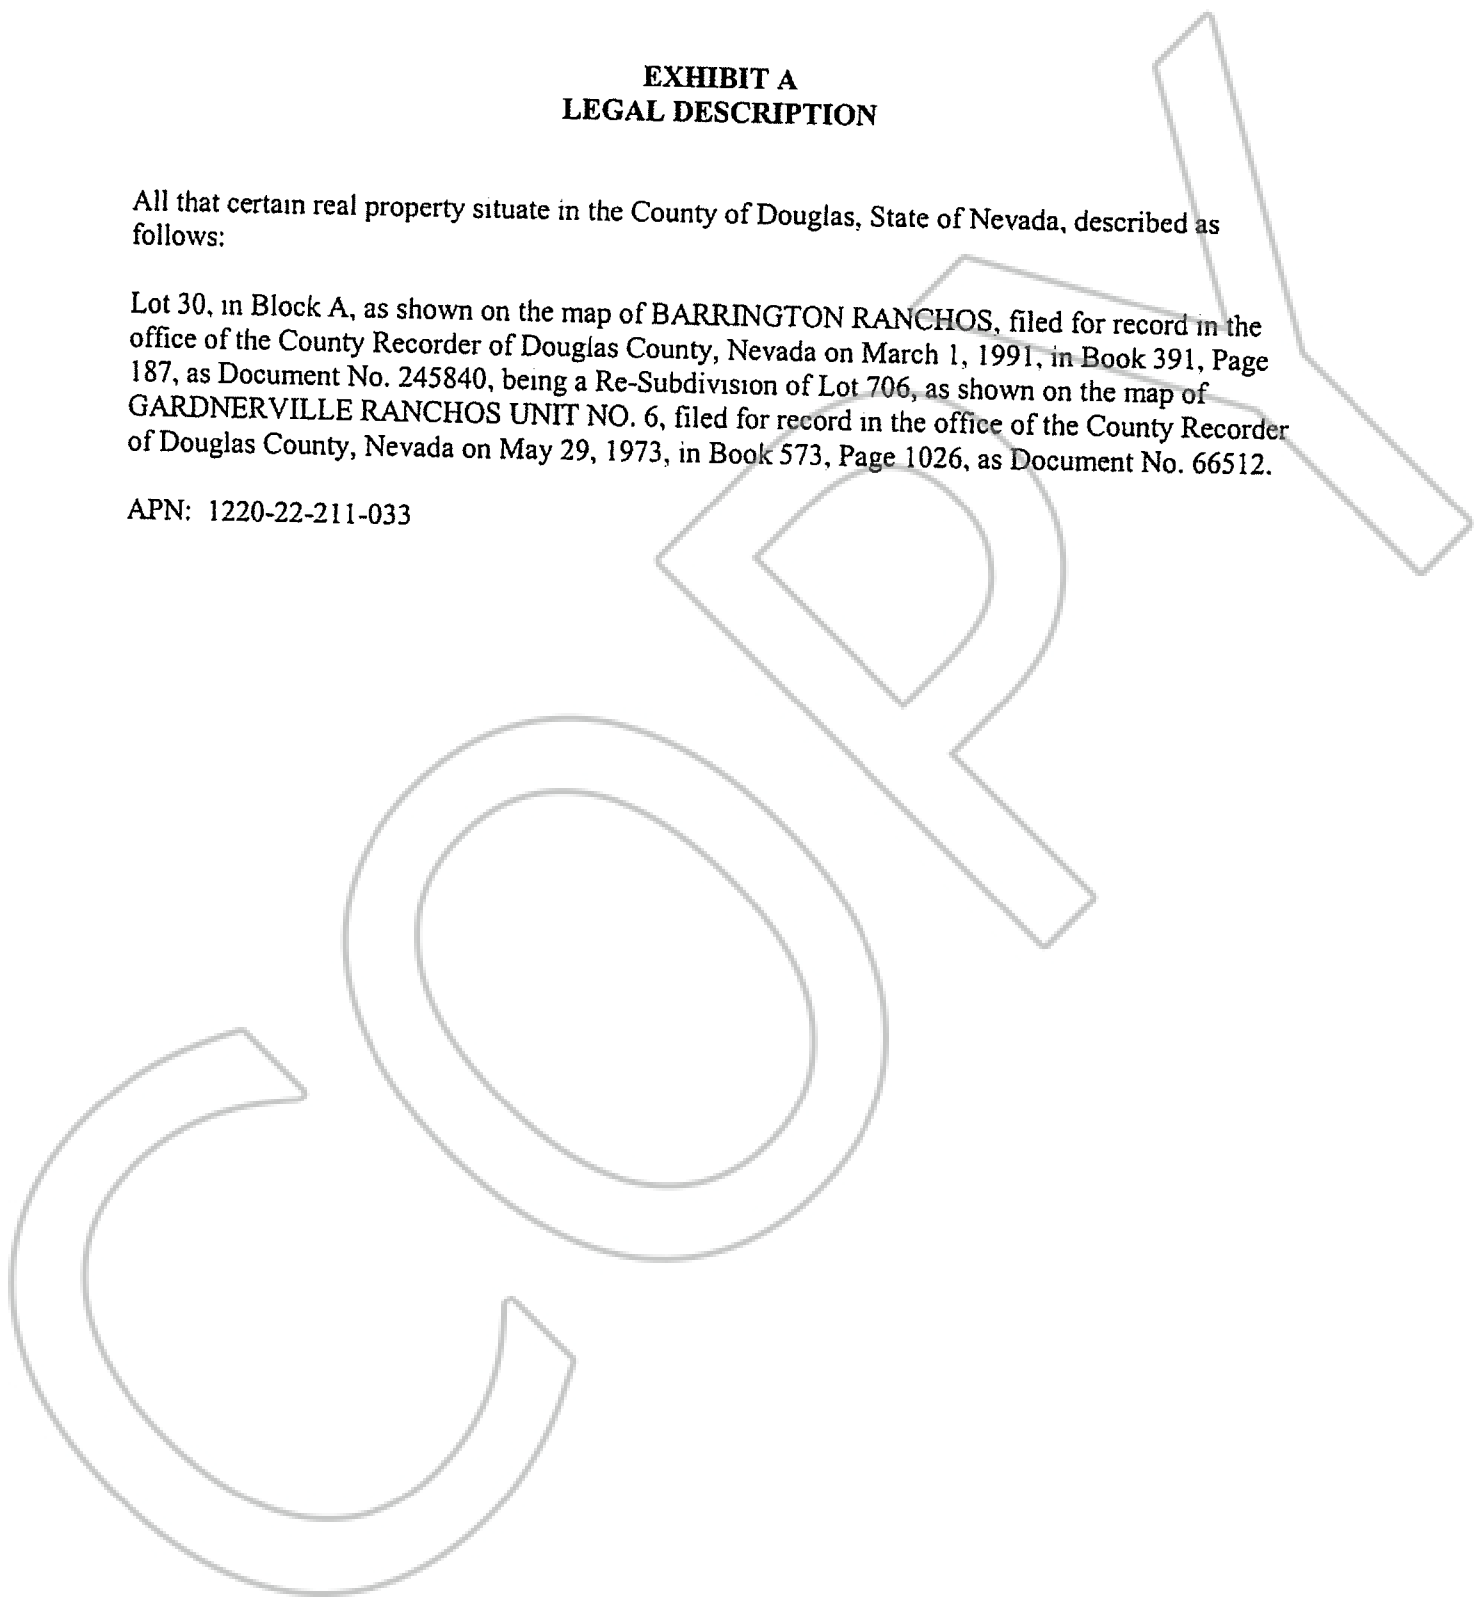 EXHIBIT A
LEGAL DESCRIPTION
All that certain real property situate in the County of Douglas, State of Nevada, described as
follows:
Lot 30, in Block A, as shown on the map of BARRINGTON RANCHOS, filed for record in the
office of the County Recorder of Douglas County, Nevada on March 1, 1991, in Book 391, Page
187, as Document No. 245840, being a Re-Subdivision of Lot 706, as shown on the map of
GARDNERVILLE RANCHOS UNIT NO. 6, filed for record in the office of the County Recorder
of Douglas County, Nevada on May 29, 1973, in Book 573, Page 1026, as Document No. 66512.
APN: 1220-22-211-033
COPY